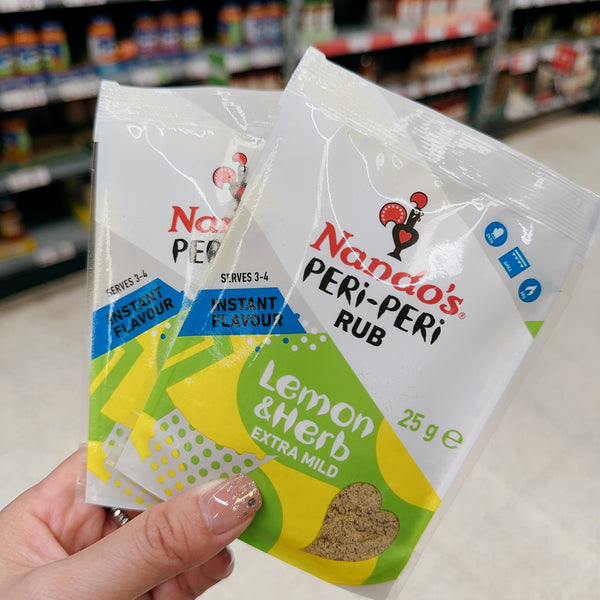 Nando's®
PERi-PERi
RUB
SERVES 3-4
INSTANT
FLAVOUR
Lemon
&Herb
EXTRA MILD
25 g ℮
GRILL
Nan
PER
SERVES 3-4
INSTANT
FLAVOUR